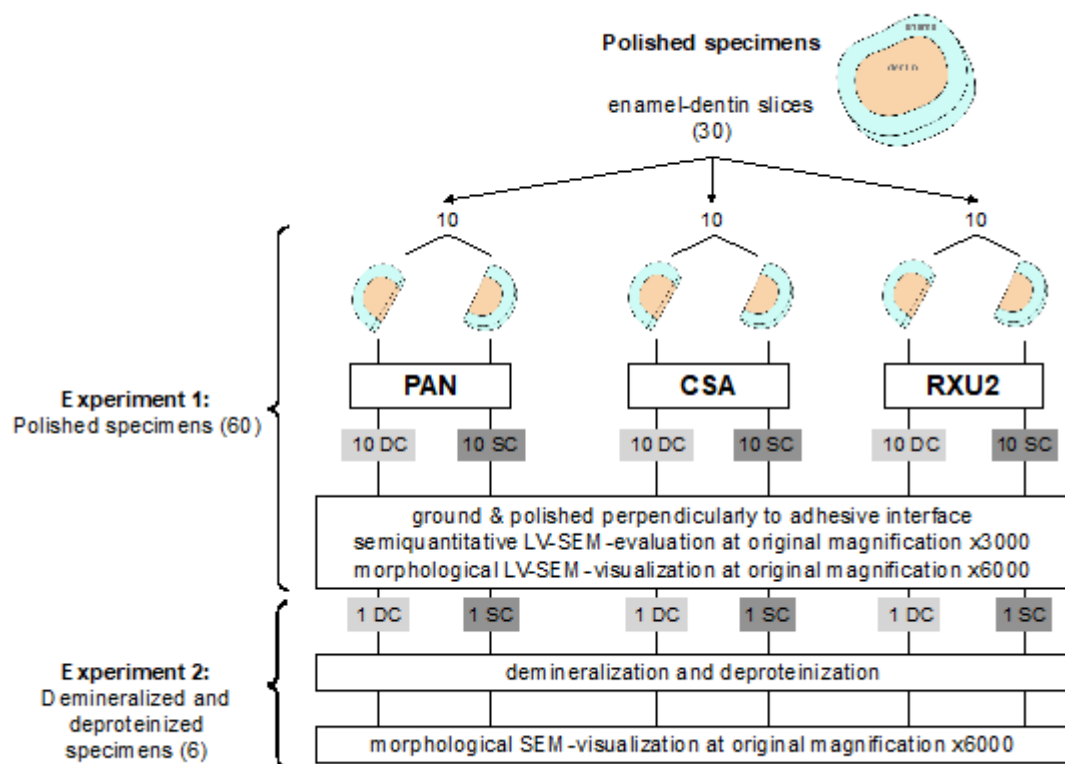 Polished specimens
enamel-dentin slices
(30)
10 10 10
PAN CSA RXU2
Experiment 1:
Polished specimens (60)
10 DC 10 SC 10 DC 10 SC 10 DC 10 SC
ground & polished perpendicularly to adhesive interface
semiquantitative LV-SEM-evaluation at original magnification x3000
morphological LV-SEM-visualization at original magnification x6000
1 DC 1 SC 1 DC 1 SC 1 DC 1 SC
Experiment 2:
Demineralized and
deproteinized
specimens (6)
demineralization and deproteinization
morphological SEM-visualization at original magnification x6000